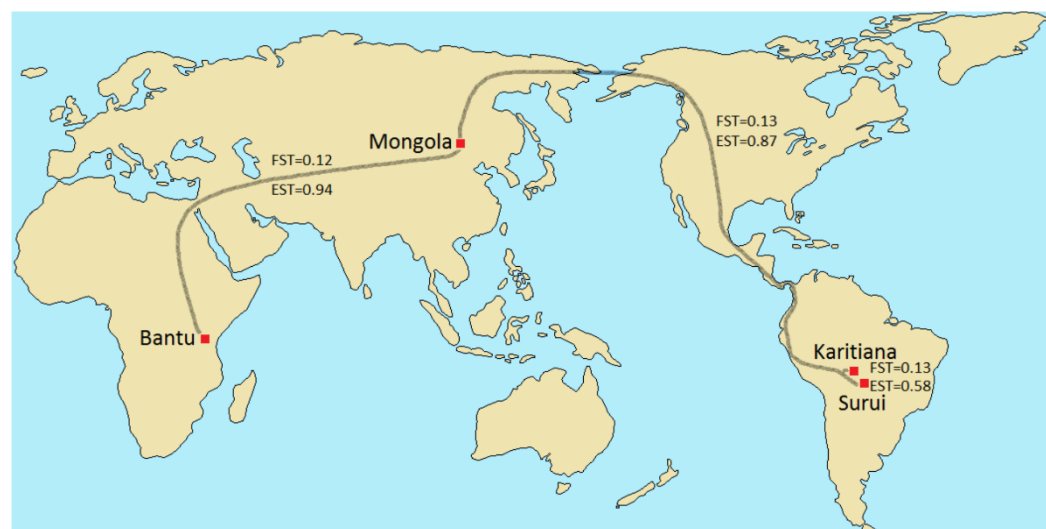 Mongola
FST=0.12
EST=0.94
FST=0.13
EST=0.87
Bantu
Karitiana
FST=0.13
EST=0.58
Surui